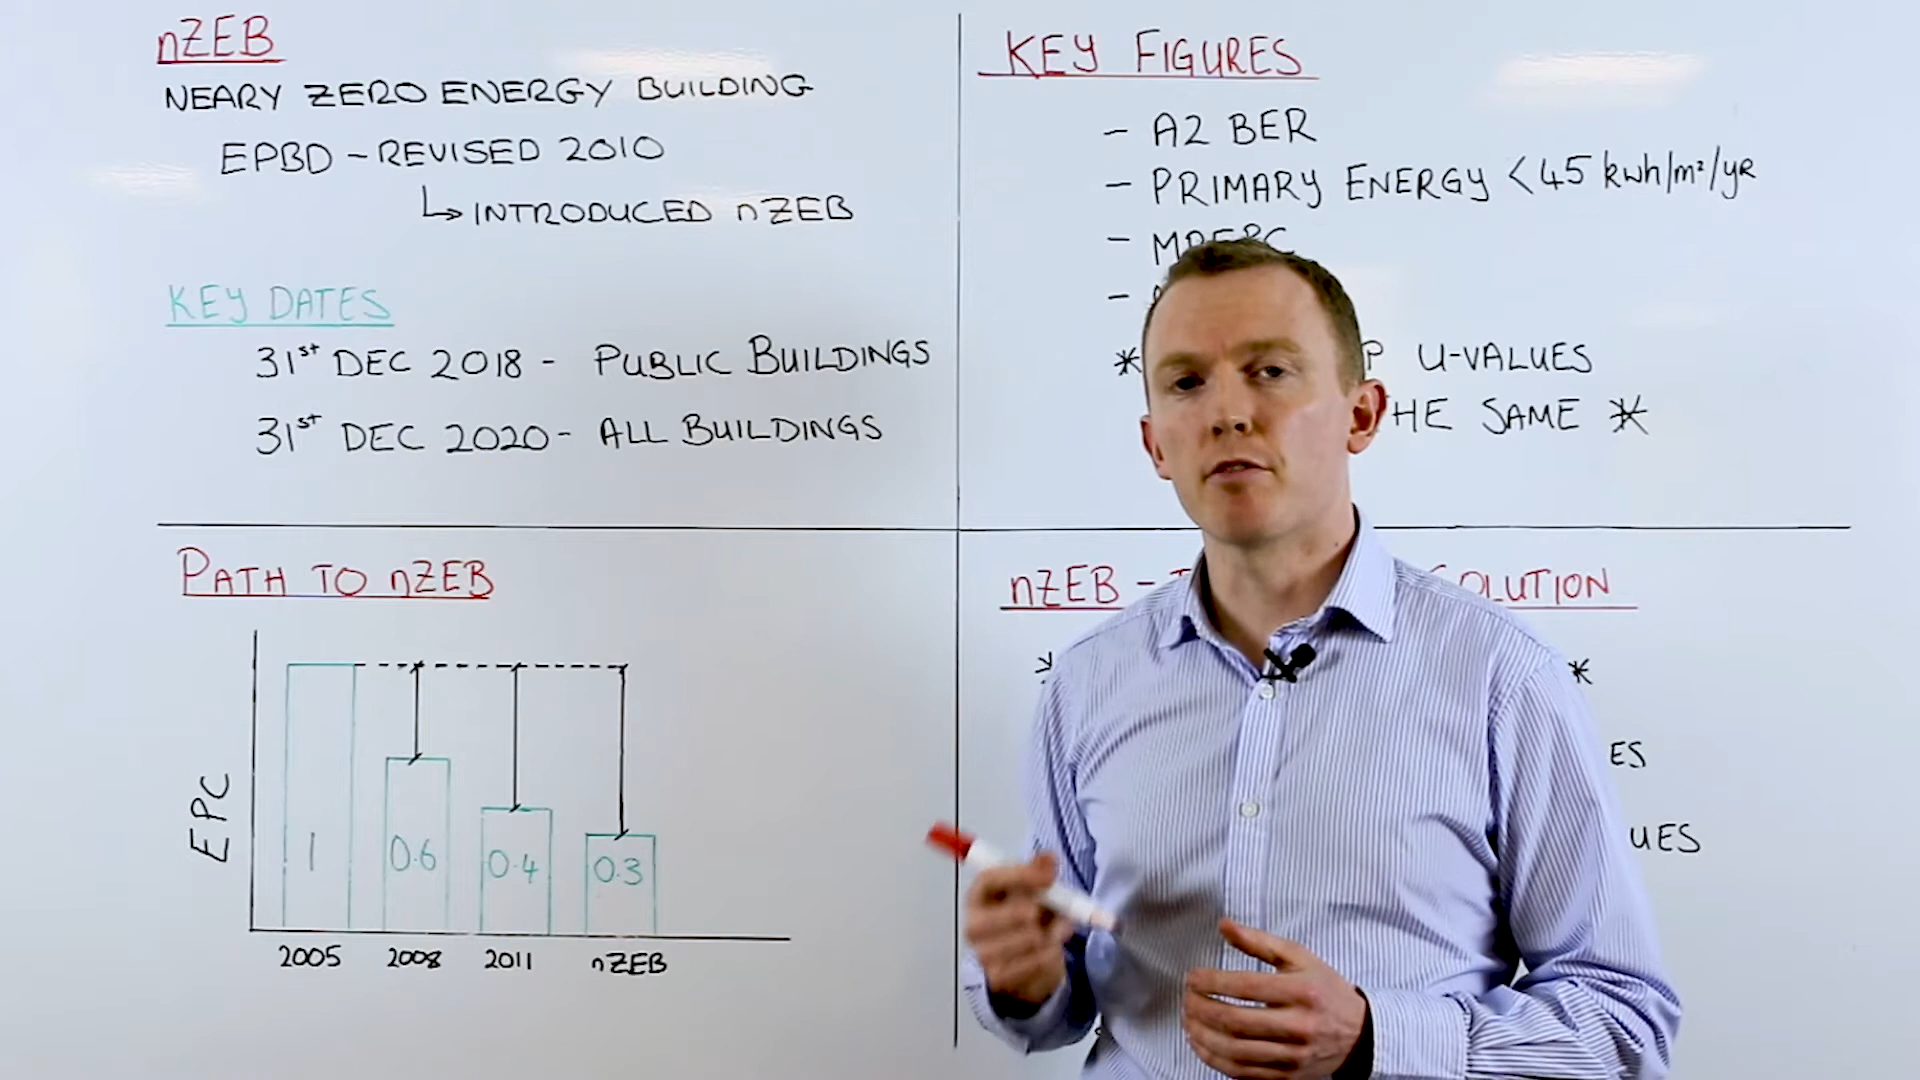 nZEB
NEARY ZERO ENERGY BUILDING
EPBD - REVISED 2010
↳ INTRODUCED nZEB
KEY DATES
31st DEC 2018 - PUBLIC BUILDINGS
31st DEC 2020 - ALL BUILDINGS
KEY FIGURES
- A2 BER
- PRIMARY ENERGY < 45 kwh/m²/yR
- MPEPC
-
* P U-VALUES
HE SAME *
PATH TO nZEB
EPC
1
0.6
0.4
0.3
2005 2008 2011 nZEB
nZEB - OLUTION
*
ES
UES